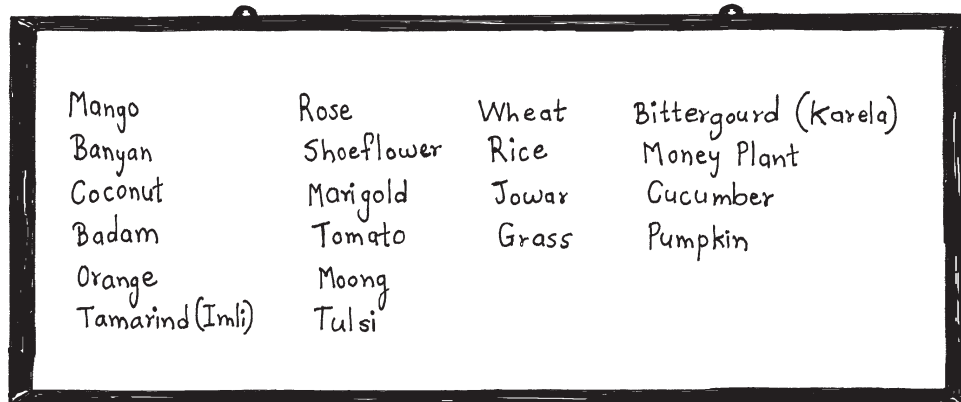 Mango Rose Wheat Bittergourd (Karela)
Banyan Shoeflower Rice Money Plant
Coconut Marigold Jowar Cucumber
Badam Tomato Grass Pumpkin
Orange Moong
Tamarind (Imli) Tulsi